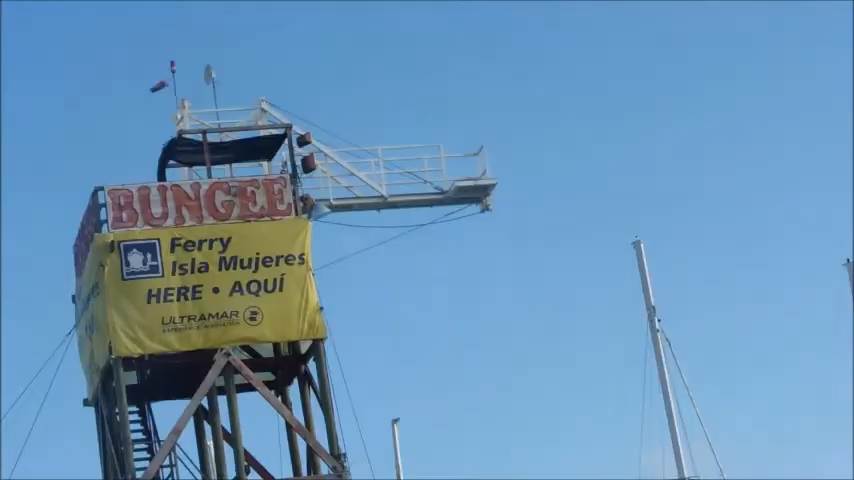 BUNGEE
Ferry
Isla Mujeres
HERE • AQUÍ
ULTRAMAR